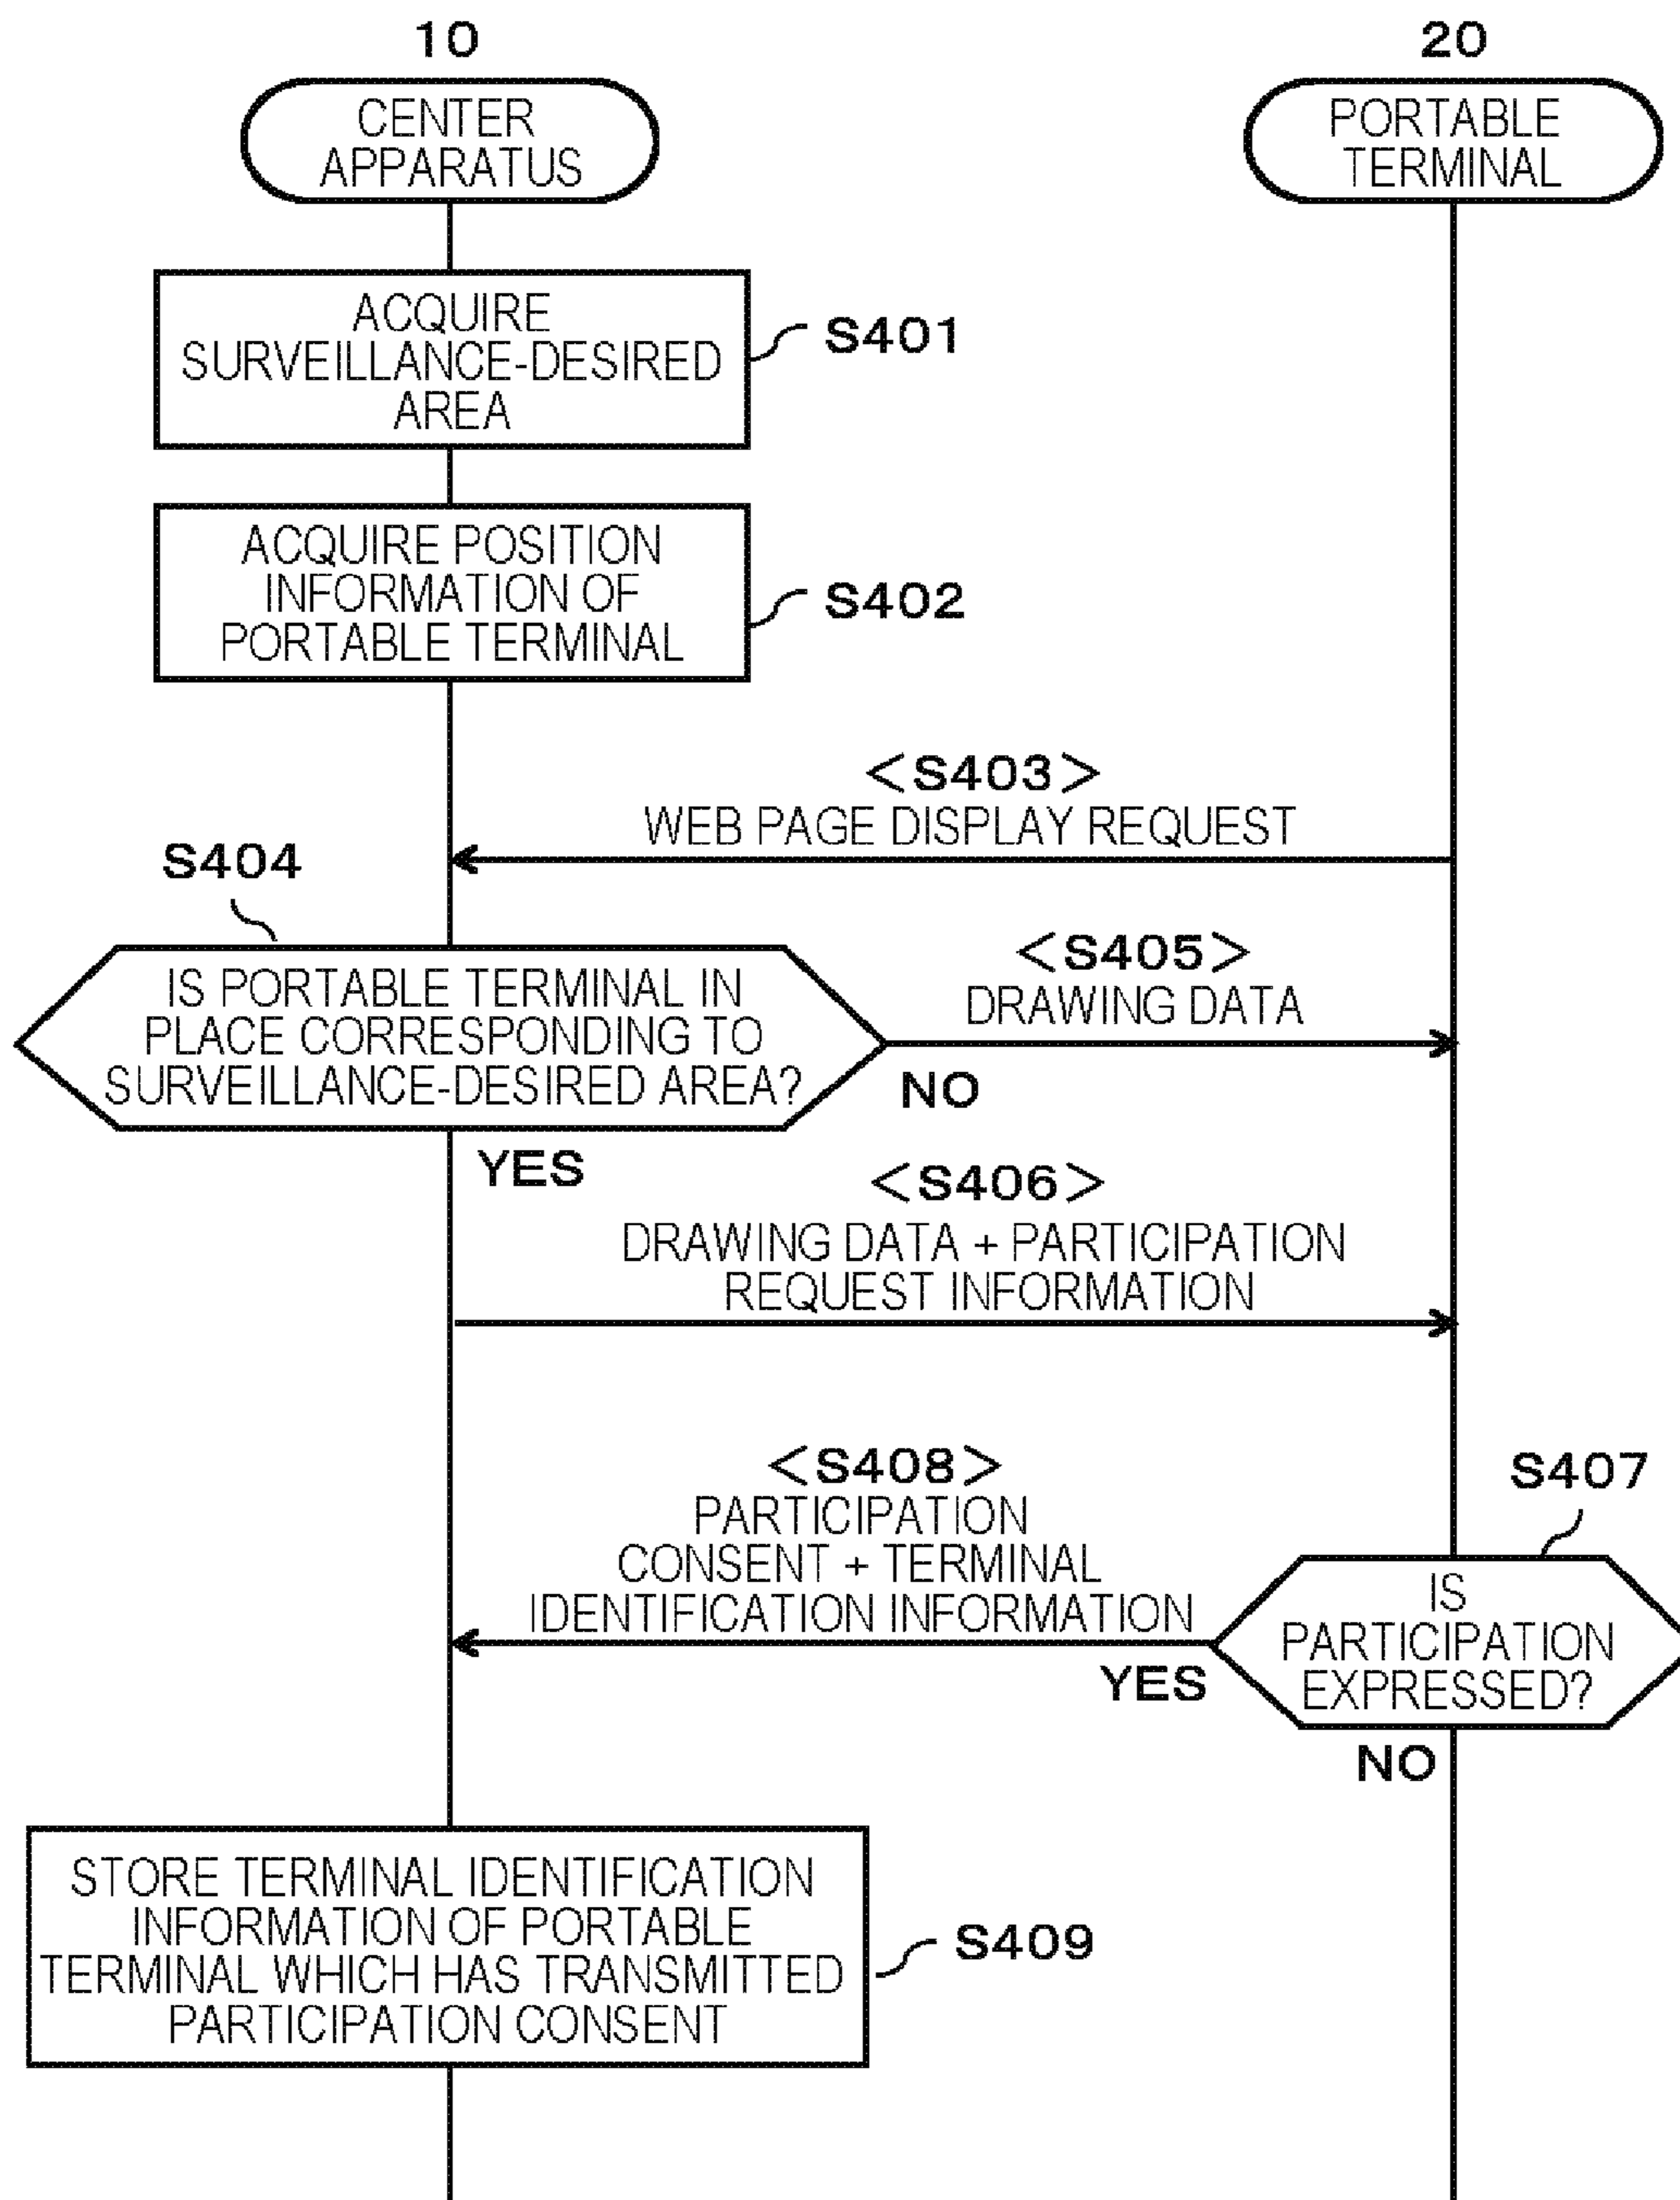 10
20
CENTER
APPARATUS
PORTABLE
TERMINAL
ACQUIRE
SURVEILLANCE-DESIRED
AREA
S401
ACQUIRE POSITION
INFORMATION OF
PORTABLE TERMINAL
S402
<S403>
WEB PAGE DISPLAY REQUEST
S404
IS PORTABLE TERMINAL IN
PLACE CORRESPONDING TO
SURVEILLANCE-DESIRED AREA?
<S405>
DRAWING DATA
NO
YES
<S406>
DRAWING DATA + PARTICIPATION
REQUEST INFORMATION
<S408>
PARTICIPATION
CONSENT + TERMINAL
IDENTIFICATION INFORMATION
YES
S407
IS
PARTICIPATION
EXPRESSED?
NO
STORE TERMINAL IDENTIFICATION
INFORMATION OF PORTABLE
TERMINAL WHICH HAS TRANSMITTED
PARTICIPATION CONSENT
S409